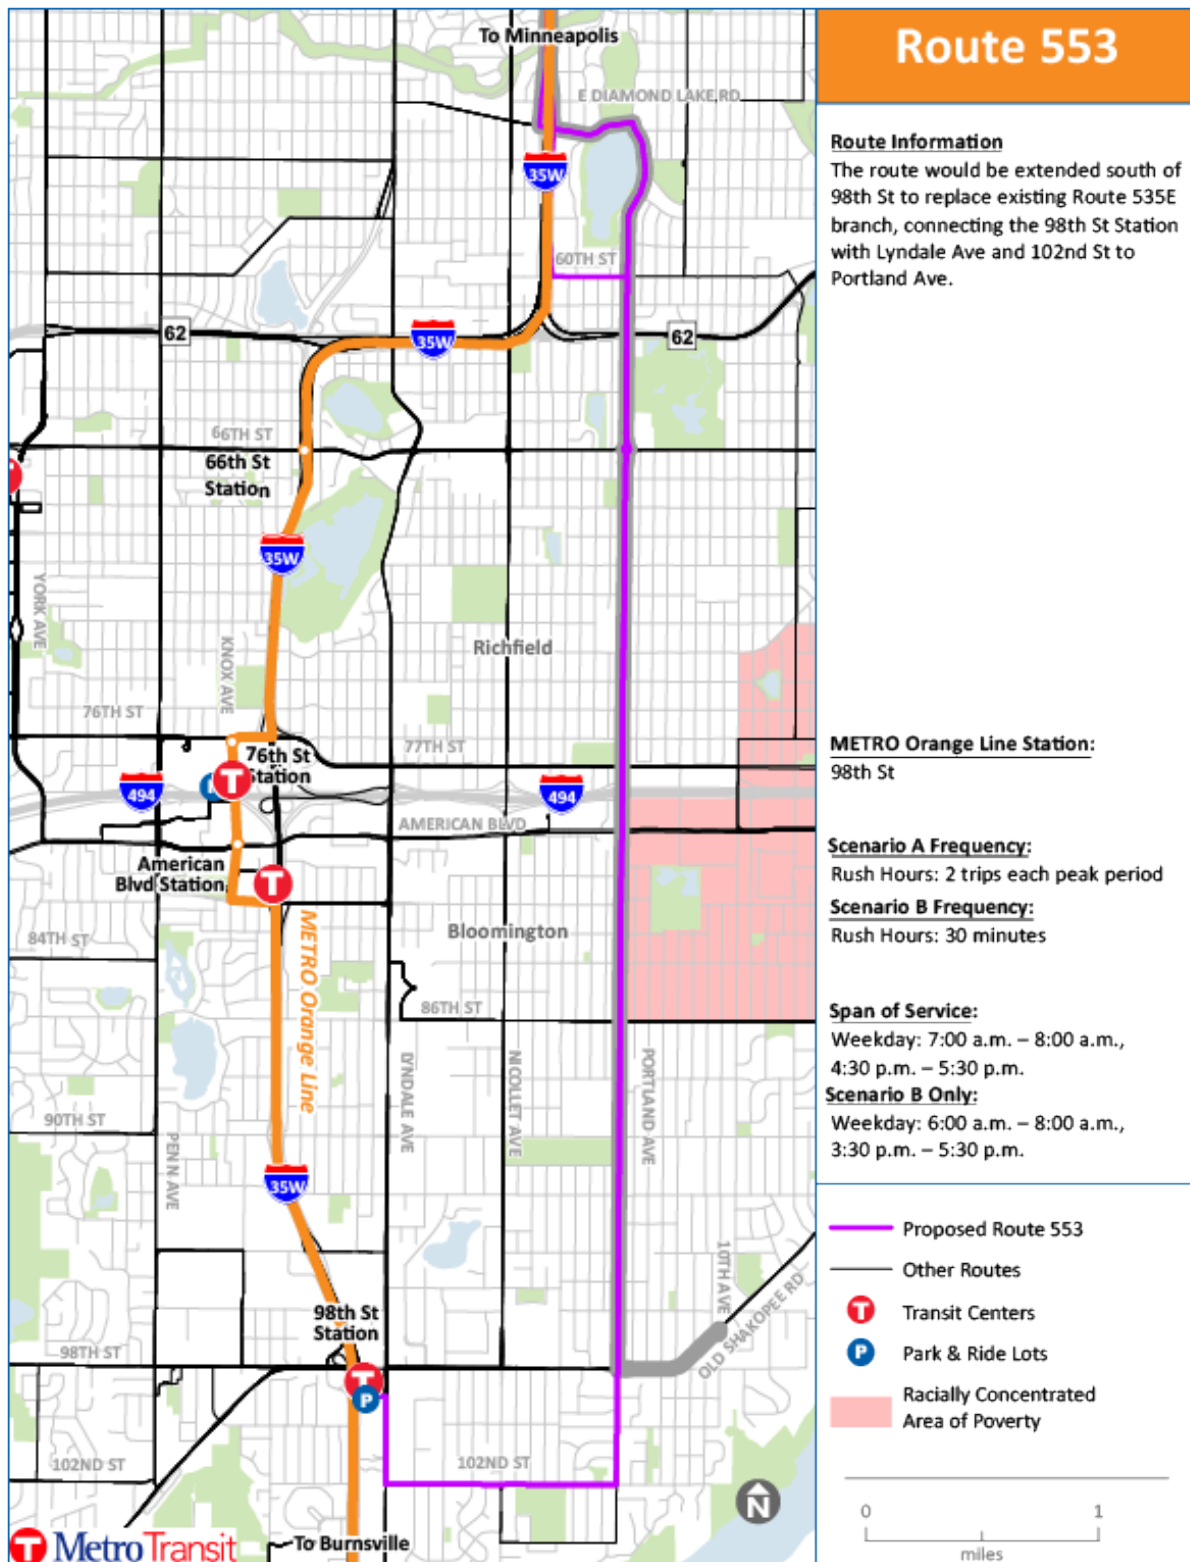 To Minneapolis
E DIAMOND LAKE RD
35W
60TH ST
62
35W
62
66TH ST
66th St
Station
35W
YORK AVE
KNOX AVE
Richfield
76TH ST
77TH ST
76th St
Station
T
P
494
494
AMERICAN BLVD
American
Blvd Station
T
METRO Orange Line
Bloomington
84TH ST
86TH ST
LYNDALE AVE
NICOLLET AVE
PORTLAND AVE
90TH ST
PENN AVE
35W
10TH AVE
OLD SHAKOPEE RD
98th St
Station
98TH ST
T
P
102ND ST
102ND ST
N
T MetroTransit
To Burnsville
Route 553
Route Information
The route would be extended south of
98th St to replace existing Route 535E
branch, connecting the 98th St Station
with Lyndale Ave and 102nd St to
Portland Ave.
METRO Orange Line Station:
98th St
Scenario A Frequency:
Rush Hours: 2 trips each peak period
Scenario B Frequency:
Rush Hours: 30 minutes
Span of Service:
Weekday: 7:00 a.m. – 8:00 a.m.,
4:30 p.m. – 5:30 p.m.
Scenario B Only:
Weekday: 6:00 a.m. – 8:00 a.m.,
3:30 p.m. – 5:30 p.m.
Proposed Route 553
Other Routes
T Transit Centers
P Park & Ride Lots
Racially Concentrated
Area of Poverty
0 1
miles